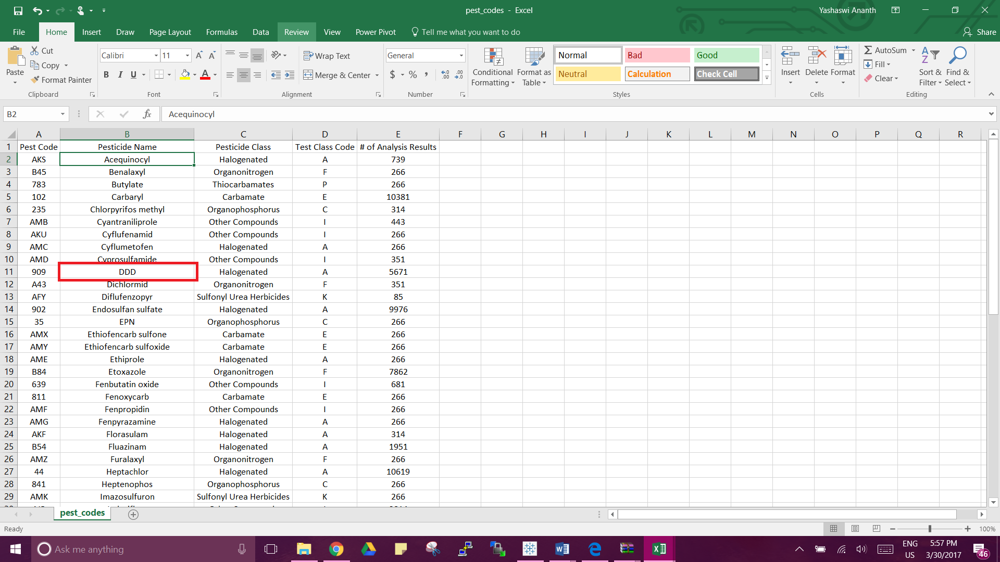 pest_codes - Excel
Yashaswi Ananth
File Home Insert Draw Page Layout Formulas Data Review View Power Pivot Tell me what you want to do Share
Paste Cut Copy Format Painter Clipboard
Calibri 11 B I U Font
Wrap Text Merge & Center Alignment
General $ % , Number
Conditional Formatting Format as Table
Normal Bad Good
Neutral Calculation Check Cell
Styles
Insert Delete Format Cells
AutoSum Fill Clear Sort & Filter Find & Select Editing
B2 fx Acequinocyl
A B C D E F G H I J K L M N O P Q R
1 Pest Code Pesticide Name Pesticide Class Test Class Code # of Analysis Results
2 AKS Acequinocyl Halogenated A 739
3 B45 Benalaxyl Organonitrogen F 266
4 783 Butylate Thiocarbamates P 266
5 102 Carbaryl Carbamate E 10381
6 235 Chlorpyrifos methyl Organophosphorus C 314
7 AMB Cyantraniliprole Other Compounds I 443
8 AKU Cyflufenamid Other Compounds I 266
9 AMC Cyflumetofen Halogenated A 266
10 AMD Cyprosulfamide Other Compounds I 351
11 909 DDD Halogenated A 5671
12 A43 Dichlormid Organonitrogen F 351
13 AFY Diflufenzopyr Sulfonyl Urea Herbicides K 85
14 902 Endosulfan sulfate Halogenated A 9976
15 35 EPN Organophosphorus C 266
16 AMX Ethiofencarb sulfone Carbamate E 266
17 AMY Ethiofencarb sulfoxide Carbamate E 266
18 AME Ethiprole Halogenated A 266
19 B84 Etoxazole Organonitrogen F 7862
20 639 Fenbutatin oxide Other Compounds I 681
21 811 Fenoxycarb Carbamate E 266
22 AMF Fenpropidin Other Compounds I 266
23 AMG Fenpyrazamine Halogenated A 266
24 AKF Florasulam Halogenated A 314
25 B54 Fluazinam Halogenated A 1951
26 AMZ Furalaxyl Organonitrogen F 266
27 44 Heptachlor Halogenated A 10619
28 841 Heptenophos Organophosphorus C 266
29 AMK Imazosulfuron Sulfonyl Urea Herbicides K 266
pest_codes
Ready 100%
Ask me anything
ENG US
5:57 PM
3/30/2017
46